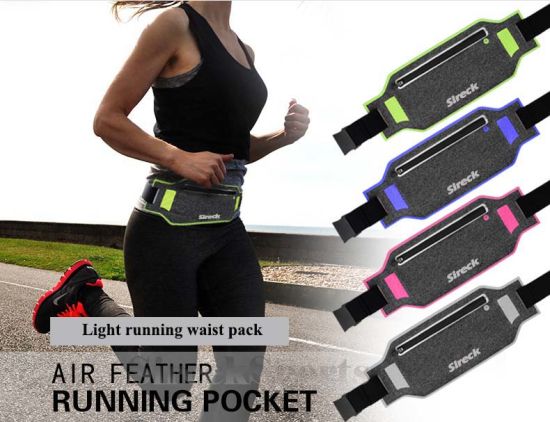 Sireck
Sireck
Sireck
Sireck
Sireck
Light running waist pack
AIR FEATHER
RUNNING POCKET